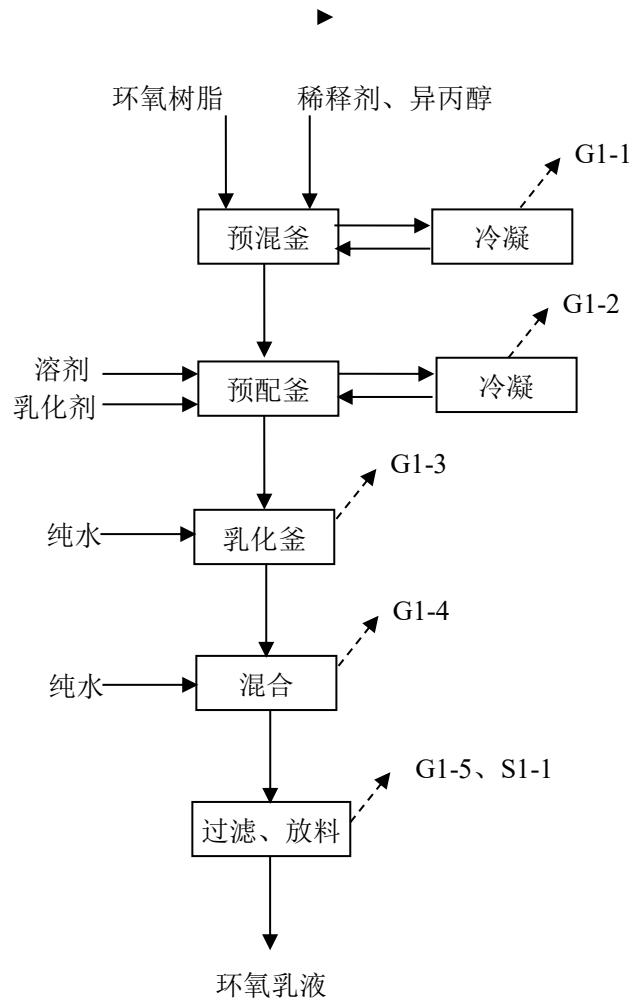 环氧树脂
稀释剂、异丙醇
G1-1
预混釜
冷凝
G1-2
溶剂
预配釜
冷凝
乳化剂
G1-3
纯水
乳化釜
G1-4
纯水
混合
G1-5、S1-1
过滤、放料
环氧乳液